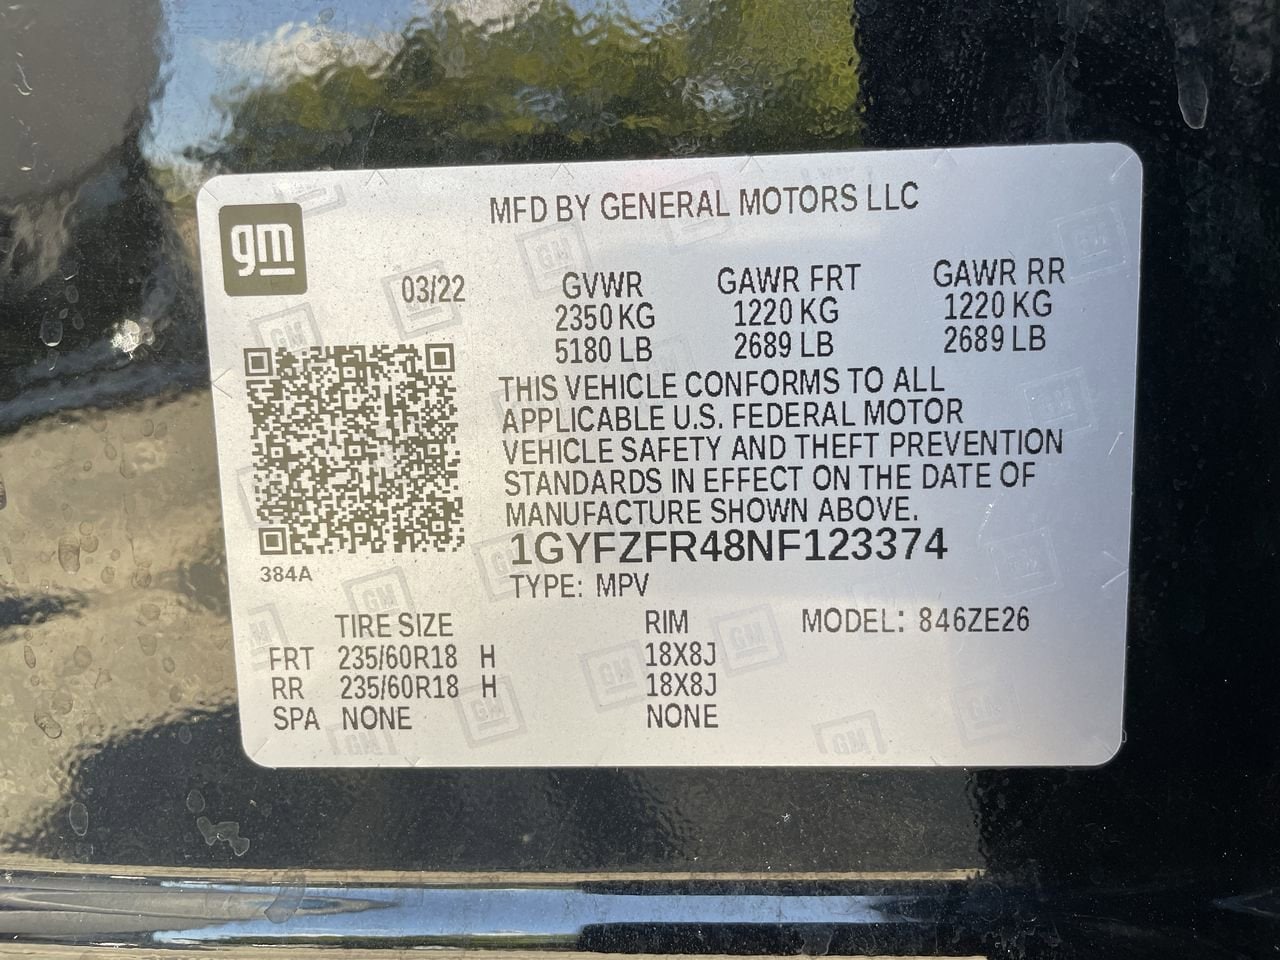 MFD BY GENERAL MOTORS LLC
gm
03/22
GVWR GAWR FRT GAWR RR
2350 KG 1220 KG 1220 KG
5180 LB 2689 LB 2689 LB
THIS VEHICLE CONFORMS TO ALL
APPLICABLE U.S. FEDERAL MOTOR
VEHICLE SAFETY AND THEFT PREVENTION
STANDARDS IN EFFECT ON THE DATE OF
MANUFACTURE SHOWN ABOVE.
1GYFZFR48NF123374
384A
TYPE: MPV
TIRE SIZE RIM MODEL: 846ZE26
FRT 235/60R18 H 18X8J
RR 235/60R18 H 18X8J
SPA NONE NONE